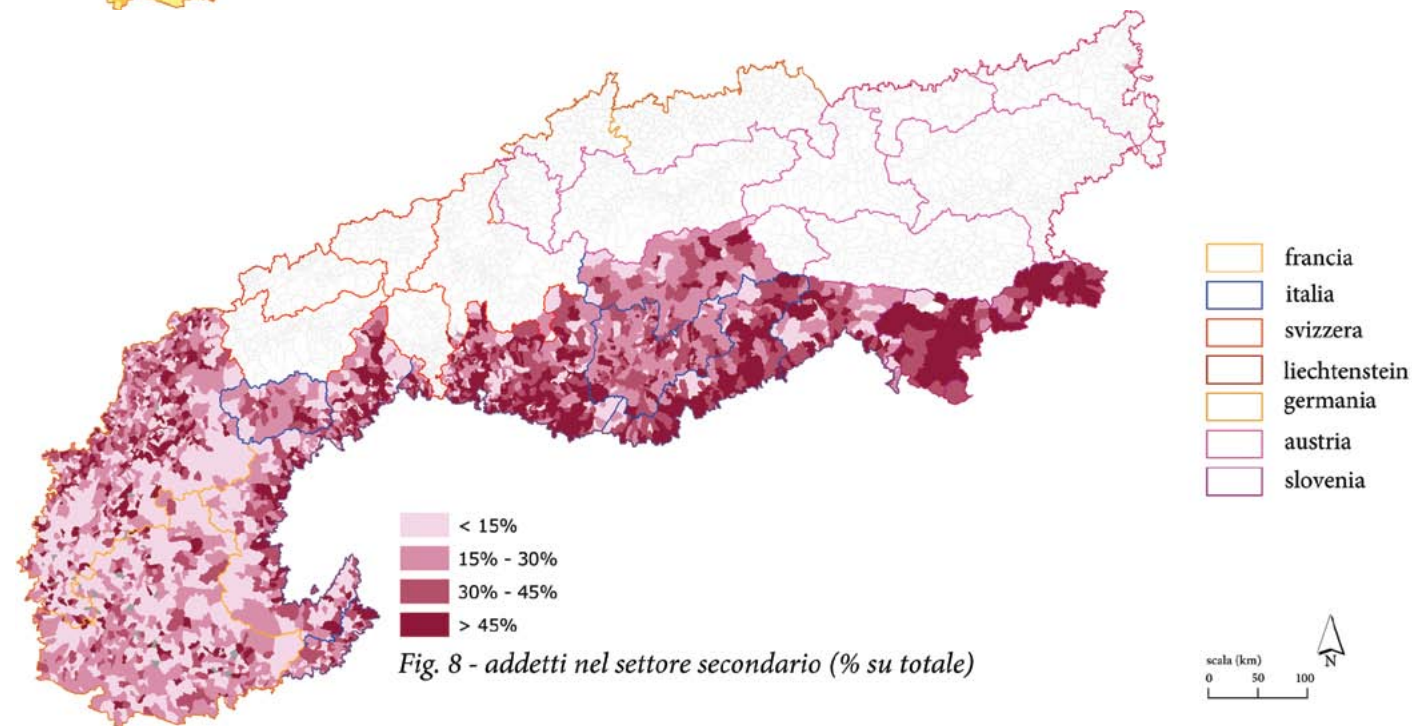 francia
italia
svizzera
liechtenstein
germania
austria
slovenia
< 15%
15% - 30%
30% - 45%
> 45%
Fig. 8 - addetti nel settore secondario (% su totale)
scala (km)
0 50 100
N